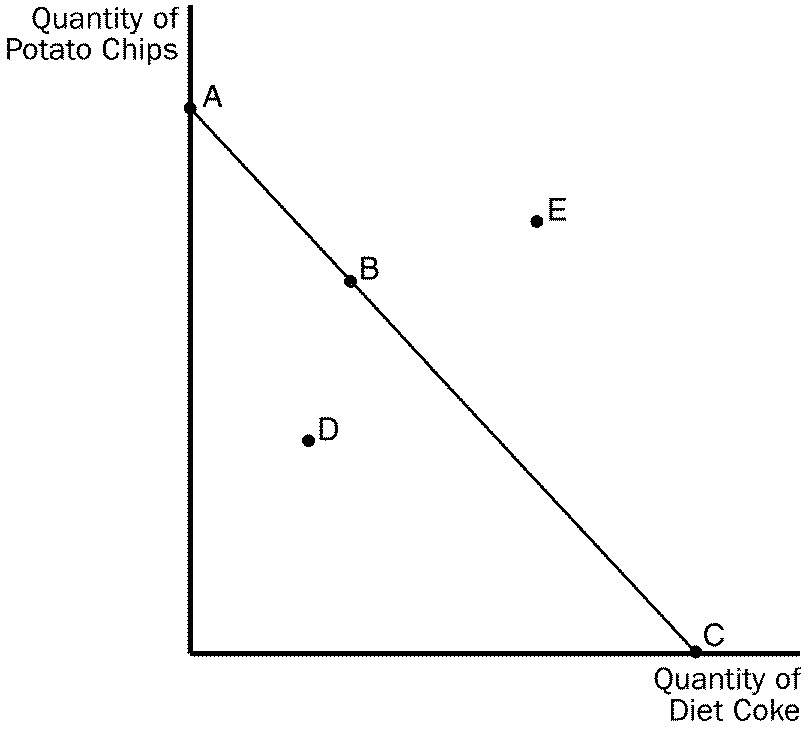 Quantity of
Potato Chips
A
E
B
D
C
Quantity of
Diet Coke